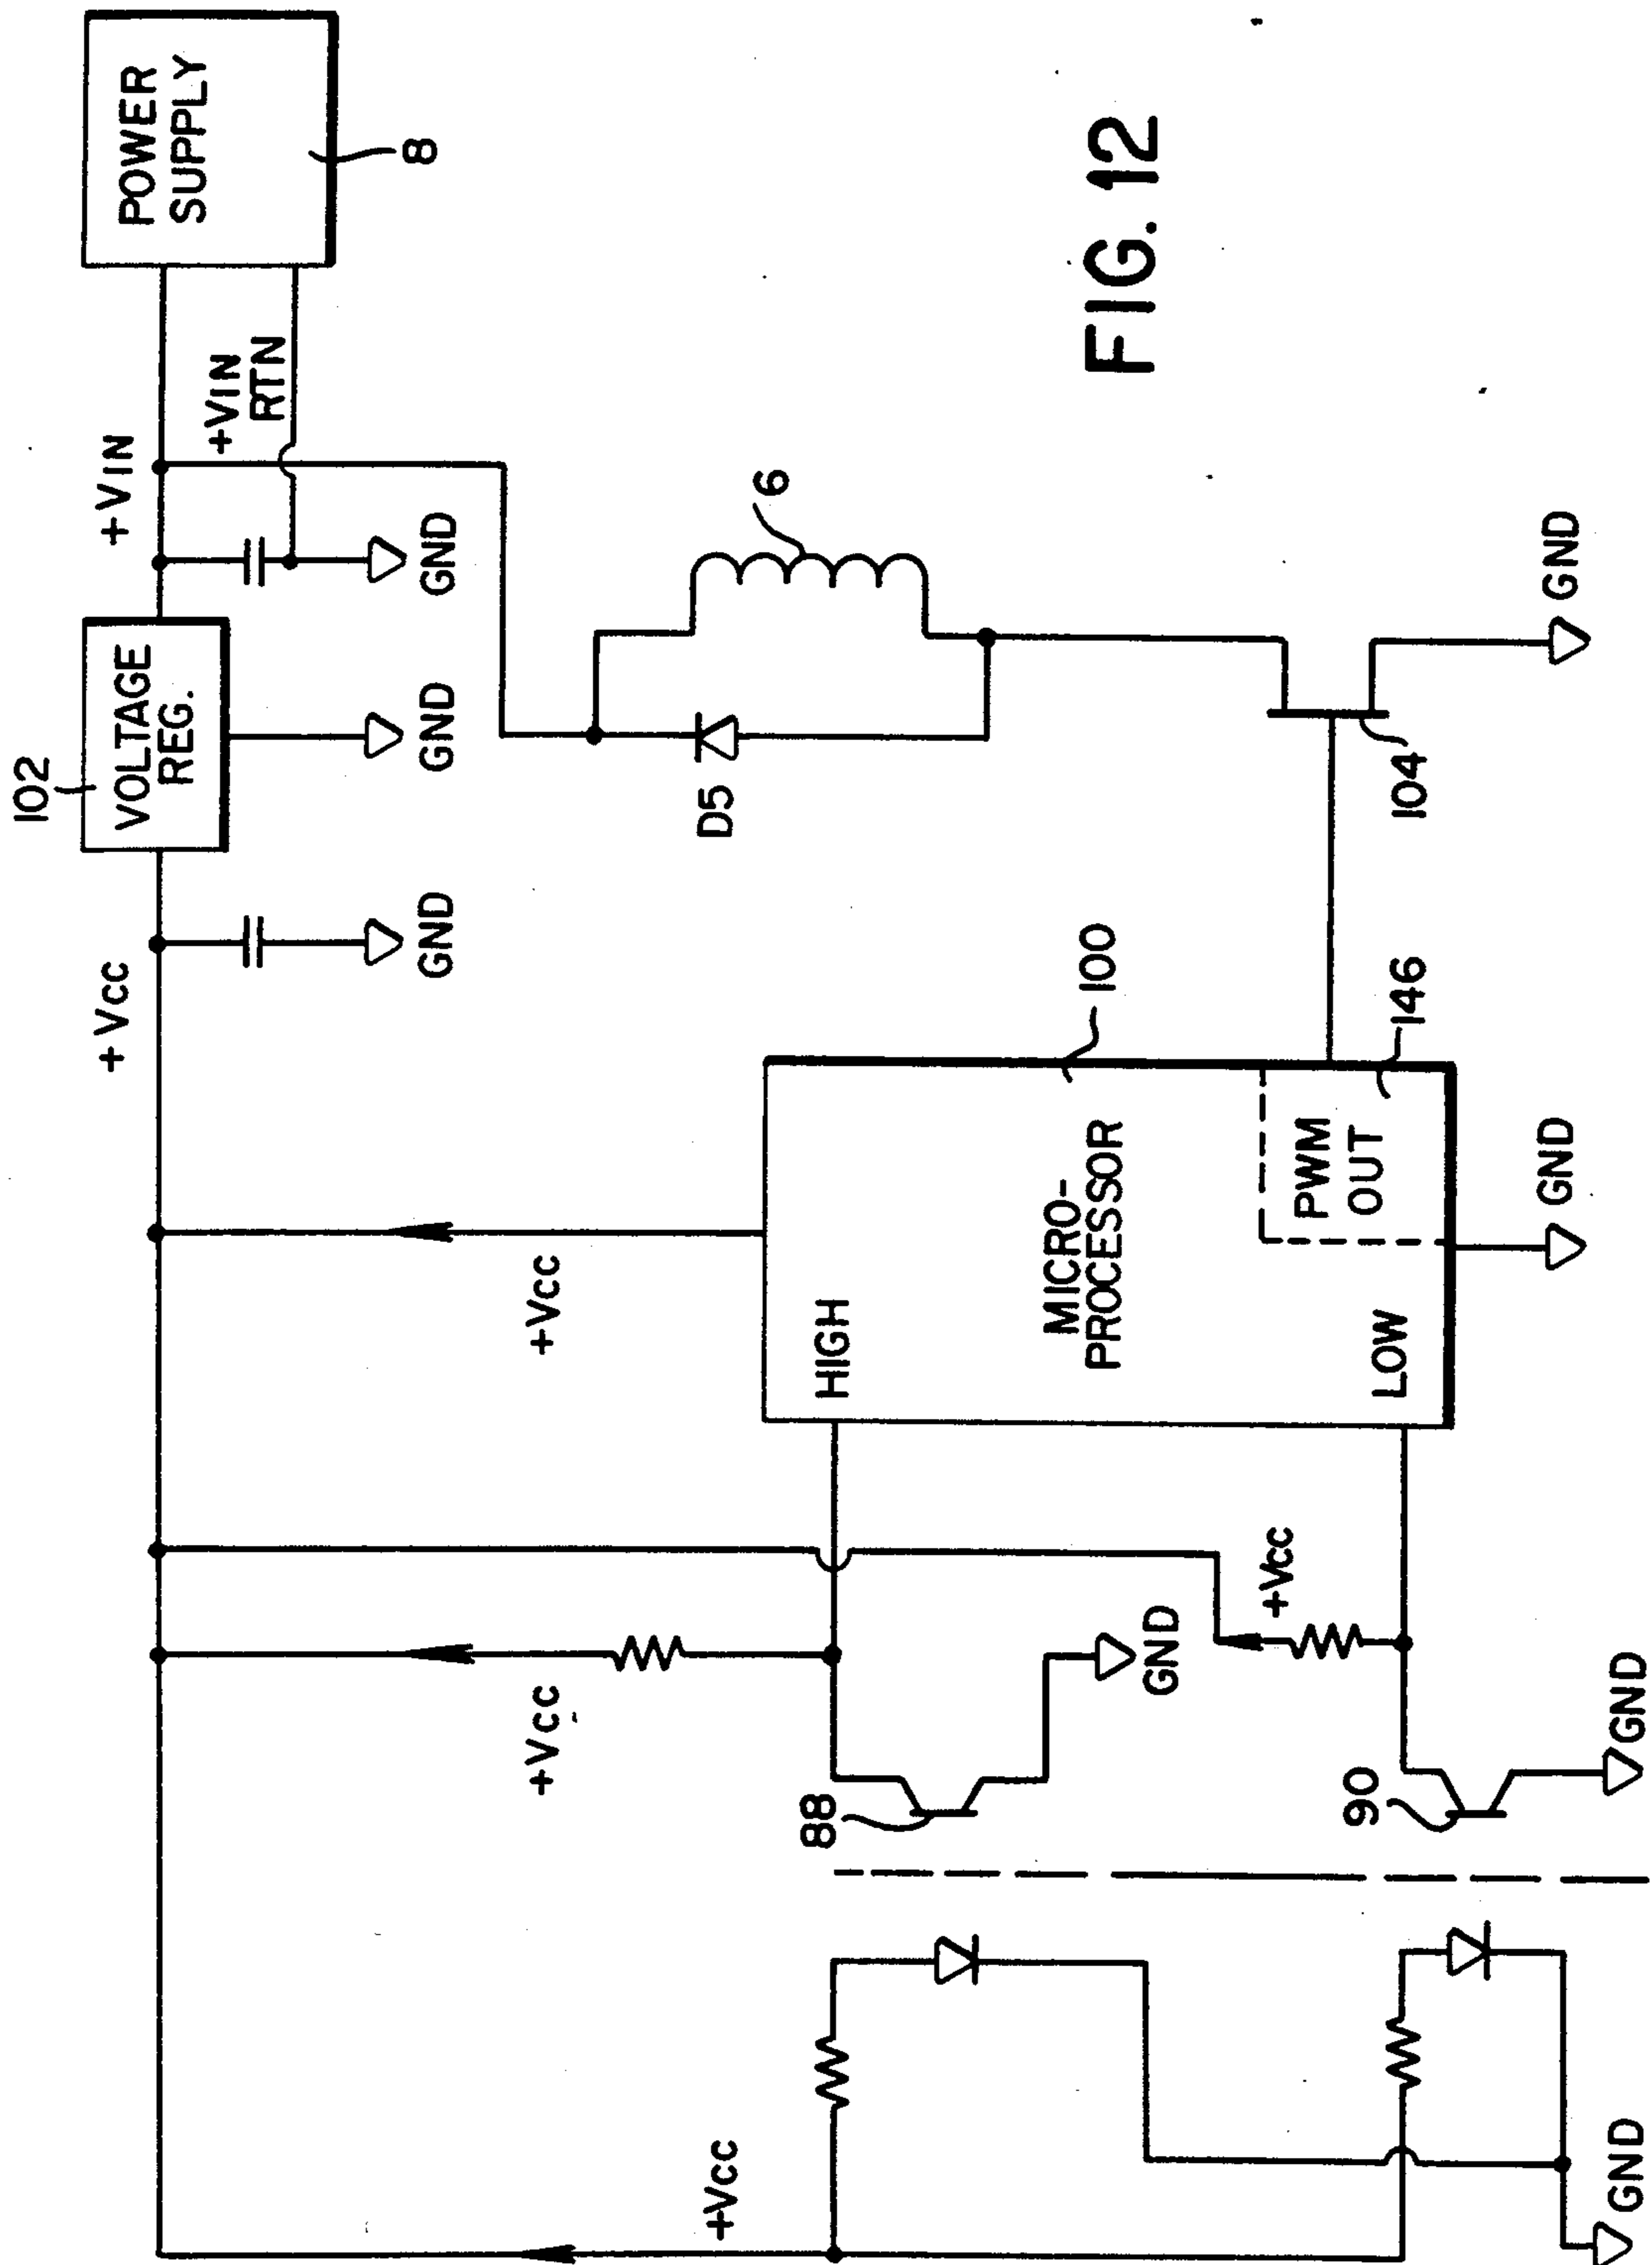 POWER
SUPPLY
8
+VIN
+VIN
RTN
102
VOLTAGE
REG.
GND
GND
GND
+VCC
6
D5
104
GND
FIG. 12
100
146
MICRO-
PROCESSOR
HIGH
LOW
PWM
OUT
GND
+Vcc
+Vcc
+Vcc
88
GND
90
GND
+Vcc
GND